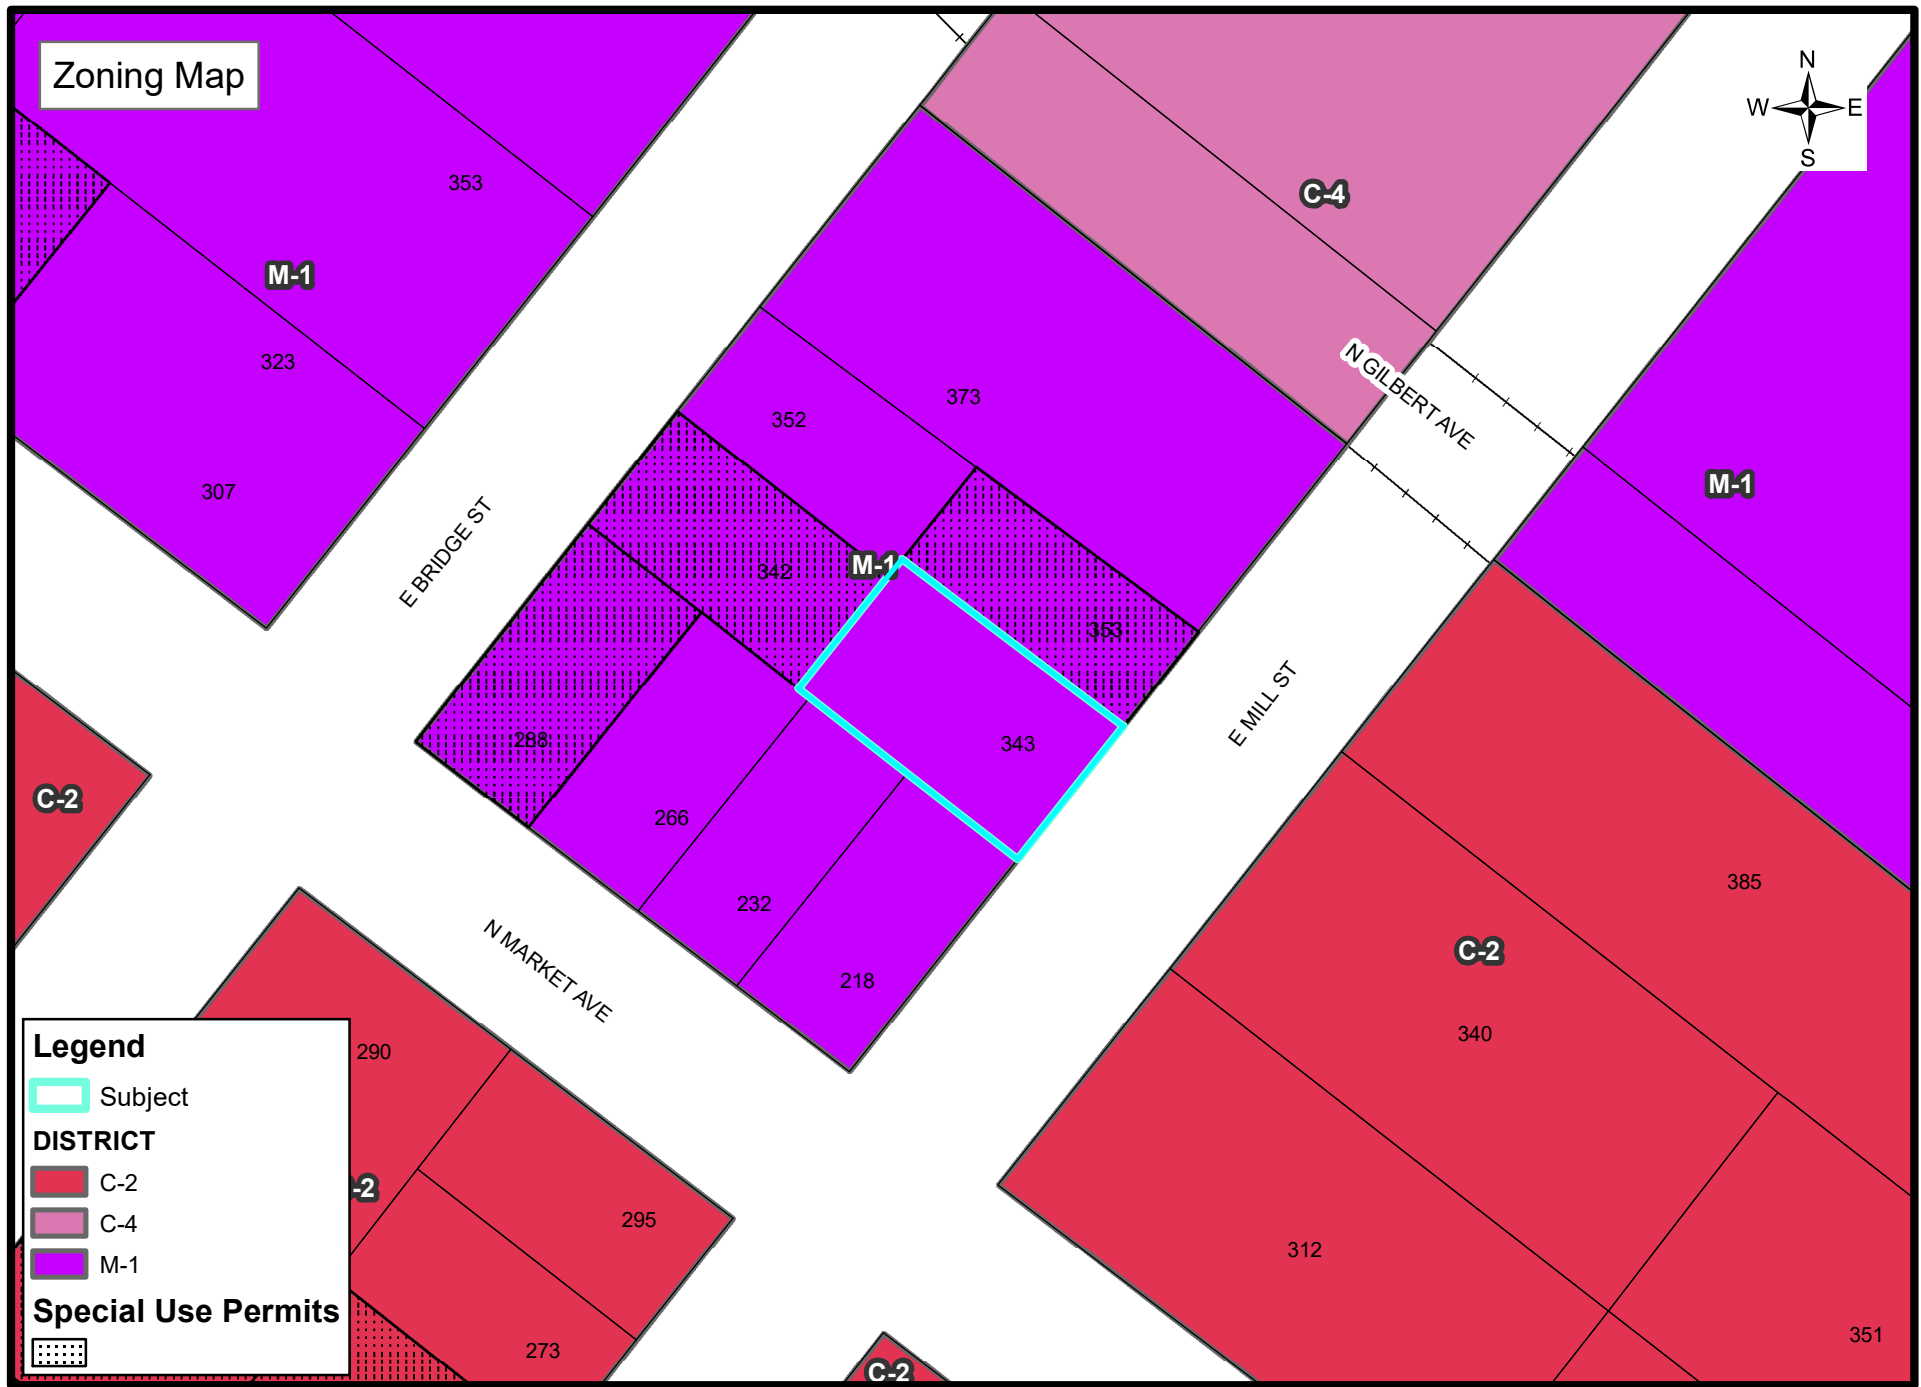 Zoning Map
N
W E
S
353
C-4
M-1
323
N GILBERT AVE
373
352
307
M-1
E BRIDGE ST
342
M-1
353
E MILL ST
288
343
C-2
266
385
232
N MARKET AVE
C-2
218
340
290
-2
295
312
273
351
C-2
Legend
Subject
DISTRICT
C-2
C-4
M-1
Special Use Permits